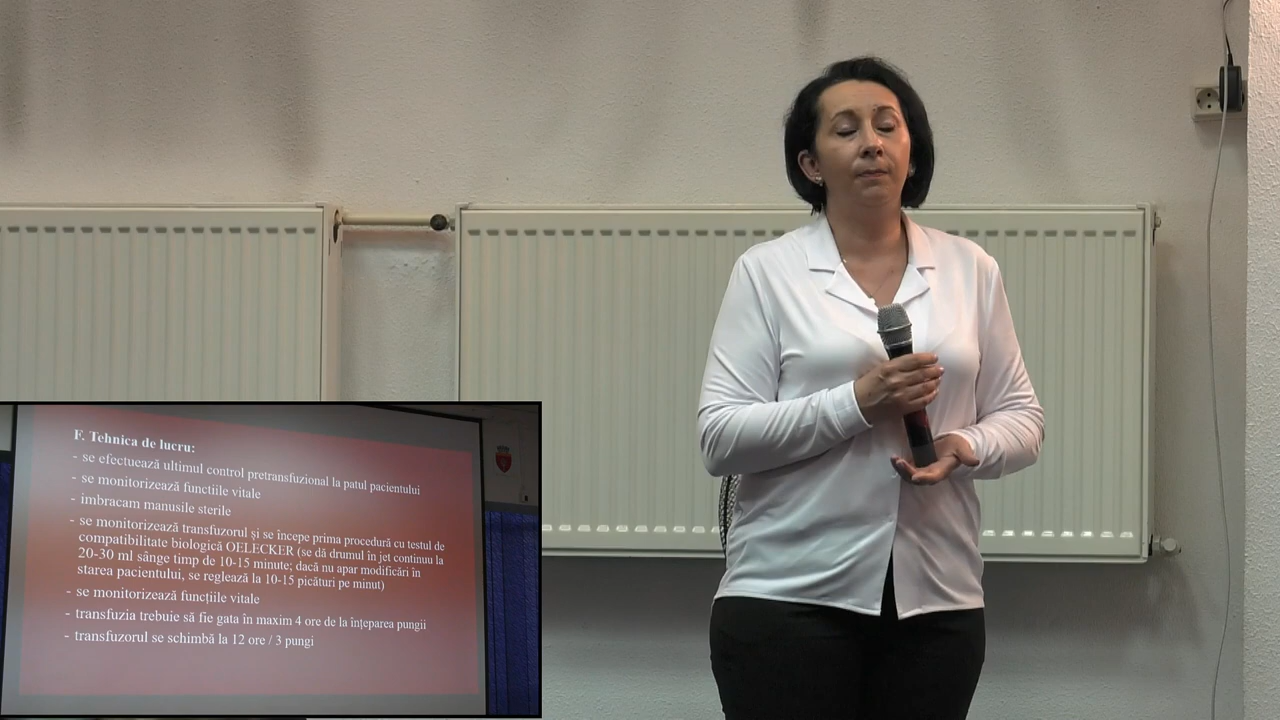 F. Tehnica de lucru:
- se efectuează ultimul control pretransfuzional la patul pacientului
- se monitorizează functiile vitale
- imbracam manusile sterile
- se monitorizează transfuzorul și se începe prima procedură cu testul de
compatibilitate biologică OELECKER (se dă drumul în jet continuu la
20-30 ml sânge timp de 10-15 minute; dacă nu apar modificări în
starea pacientului, se reglează la 10-15 picături pe minut)
- se monitorizează funcțiile vitale
- transfuzia trebuie să fie gata în maxim 4 ore de la înțeparea pungii
- transfuzorul se schimbă la 12 ore / 3 pungi